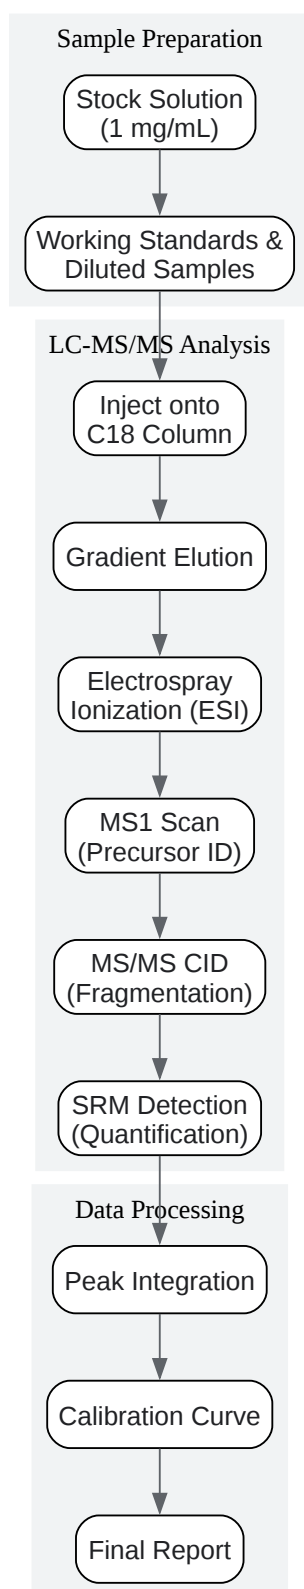 Sample Preparation
Stock Solution
(1 mg/mL)
Working Standards &
Diluted Samples
LC-MS/MS Analysis
Inject onto
C18 Column
Gradient Elution
Electrospray
Ionization (ESI)
MS1 Scan
(Precursor ID)
MS/MS CID
(Fragmentation)
SRM Detection
(Quantification)
Data Processing
Peak Integration
Calibration Curve
Final Report